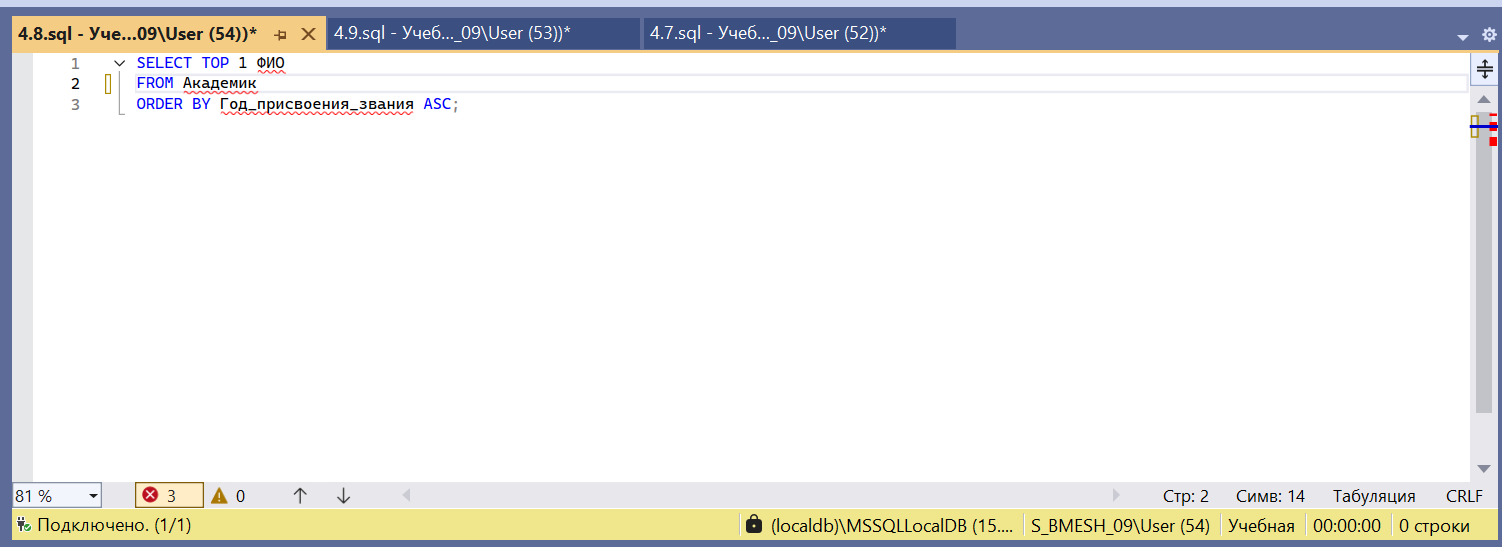 4.8.sql - Уче...09\User (54))*
4.9.sql - Учеб..._09\User (53))*
4.7.sql - Учеб..._09\User (52))*
1 SELECT TOP 1 ФИО
2 FROM Академик
3 ORDER BY Год_присвоения_звания ASC;
81 % 3 0 Стр: 2 Симв: 14 Табуляция CRLF
Подключено. (1/1) (localdb)\MSSQLLocalDB (15.... S_BMESH_09\User (54) Учебная 00:00:00 0 строки